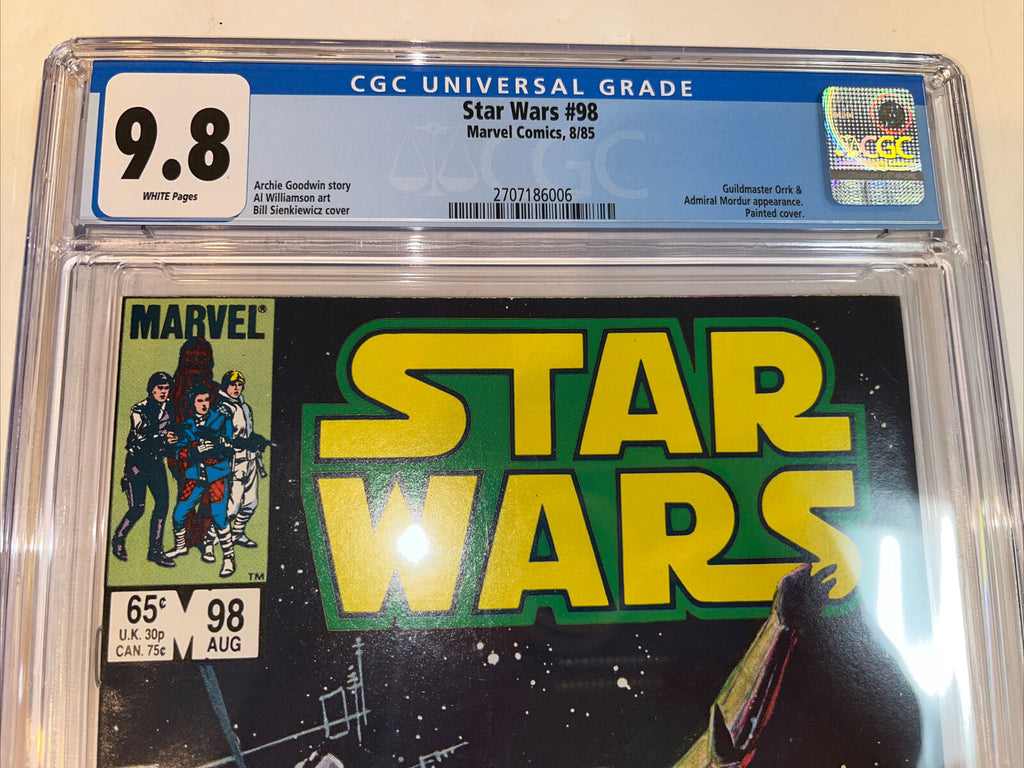 CGC UNIVERSAL GRADE
9.8
WHITE Pages
Star Wars #98
Marvel Comics, 8/85
CGC
Archie Goodwin story
Al Williamson art
Bill Sienkiewicz cover
2707186006
Guildmaster Orrk &
Admiral Mordur appearance.
Painted cover.
CGC
MARVEL®
TM
STAR
WARS
65¢
U.K. 30p
CAN. 75¢
M
98
AUG